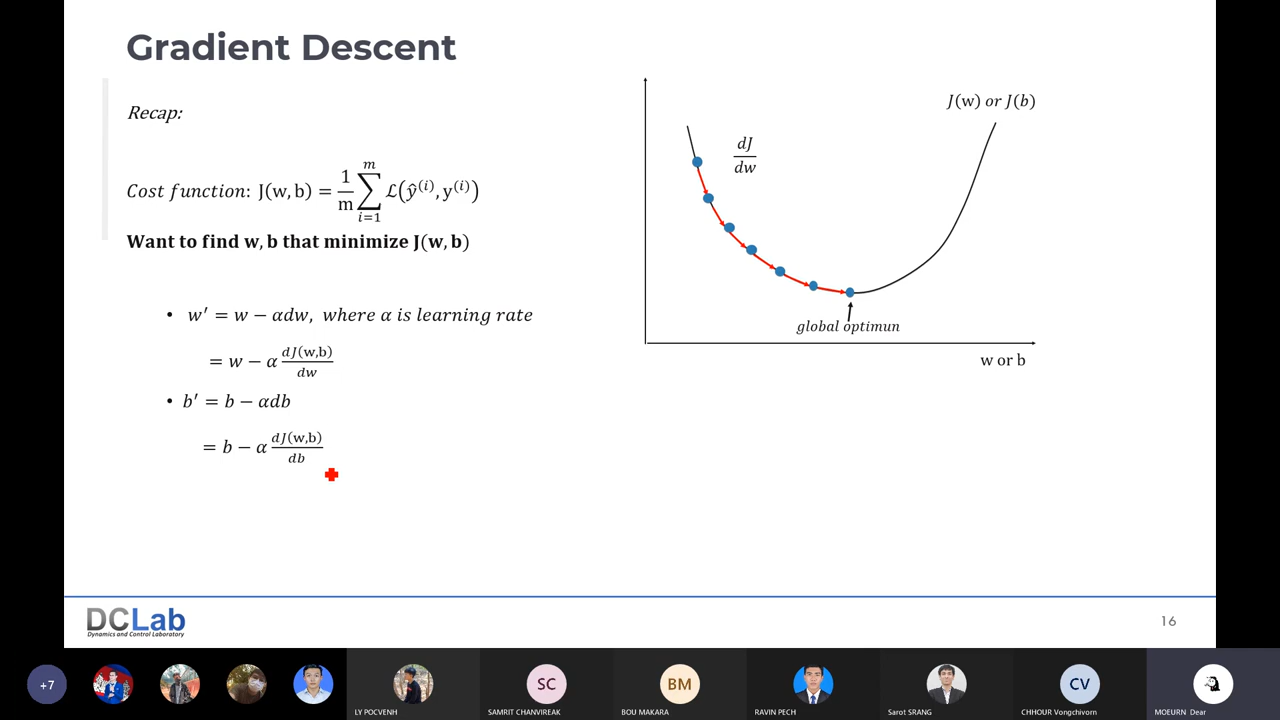 Gradient Descent
Recap:
Cost function: J(w, b) = 1/m ∑_{i=1}^{m} ℒ(ŷ^(i), y^(i))
Want to find w, b that minimize J(w, b)
• w′ = w − αdw, where α is learning rate
= w − α dJ(w,b)/dw
• b′ = b − αdb
= b − α dJ(w,b)/db
J(w) or J(b)
dJ/dw
global optimun
w or b
DCLab
Dynamics and Control Laboratory
16
+7
LY POCVENH
SC
SAMRIT CHANVIREAK
BM
BOU MAKARA
RAVIN PECH
Sarot SRANG
CV
CHHOUR Vongchivorn
MOEURN Dear